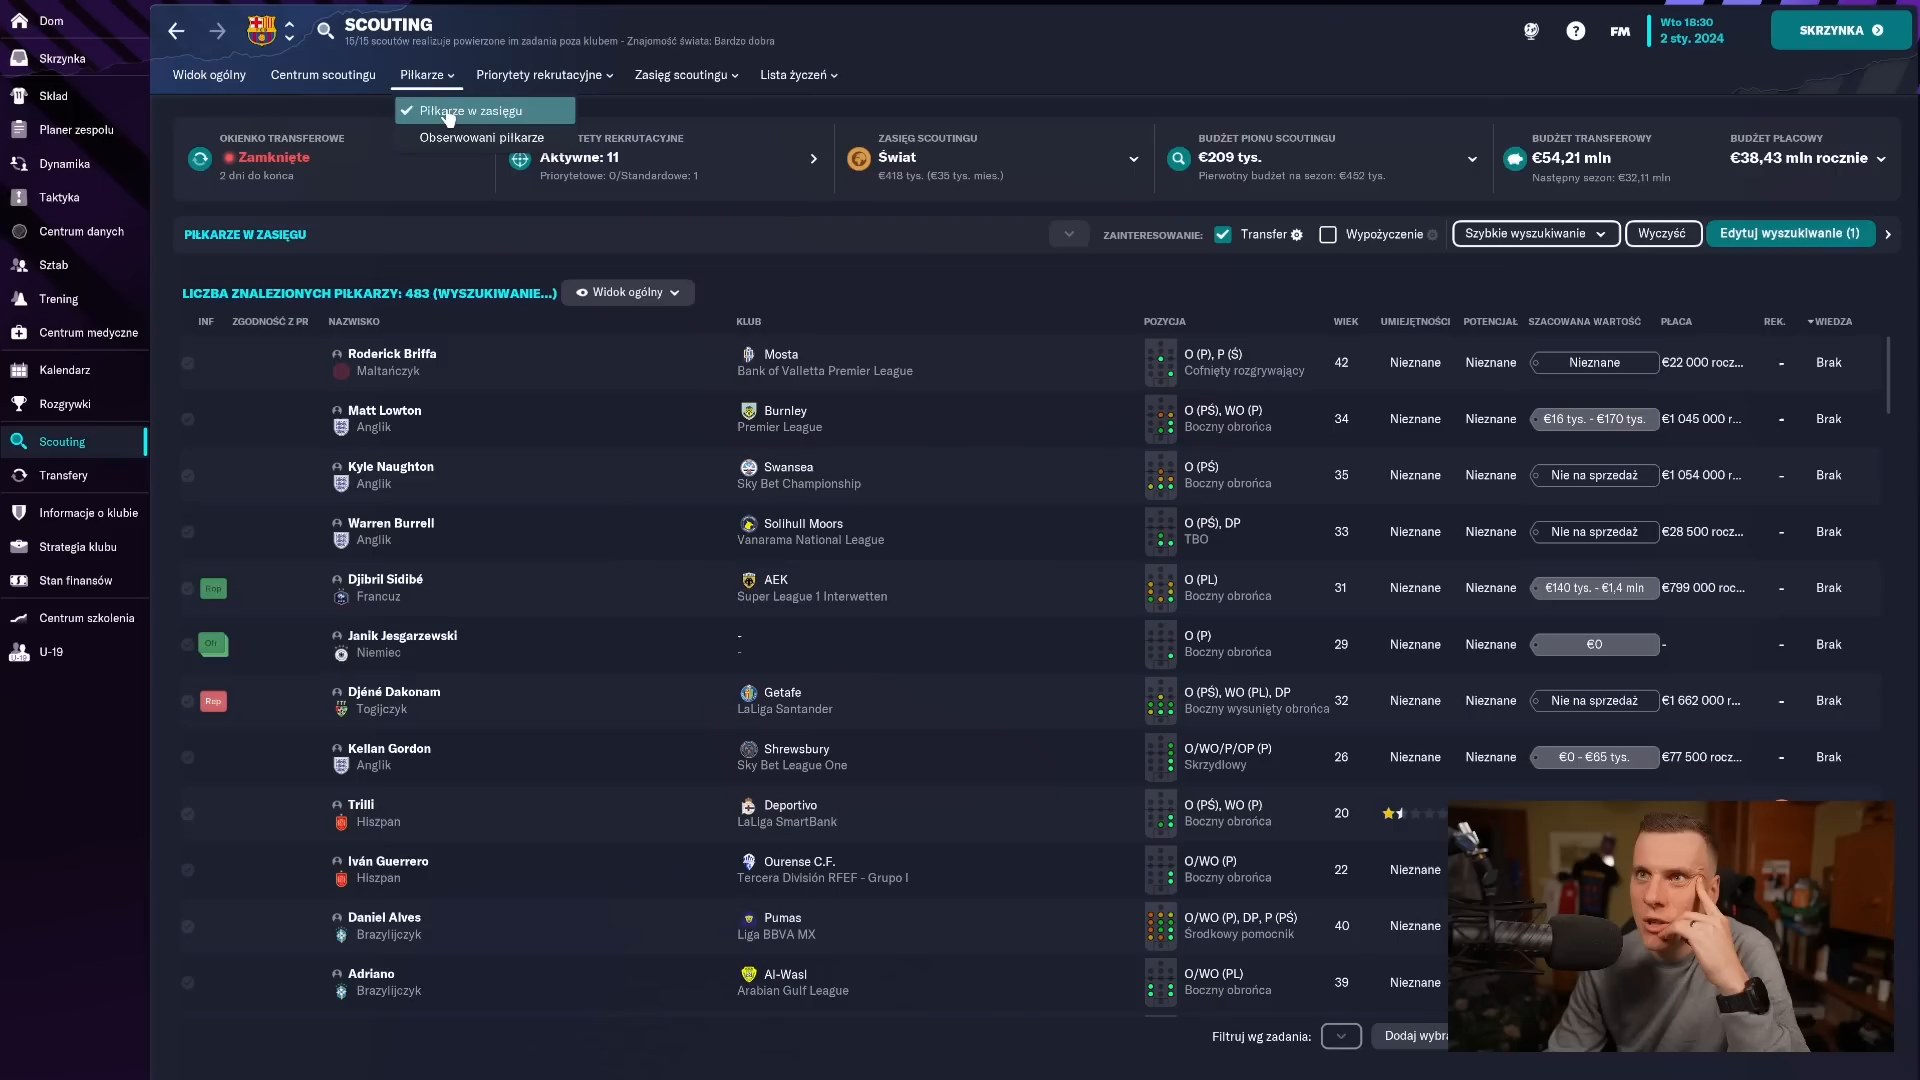 Dom
Skrzynka
Skład
Planer zespołu
Dynamika
Taktyka
Centrum danych
Sztab
Trening
Centrum medyczne
Kalendarz
Rozgrywki
Scouting
Transfery
Informacje o klubie
Strategia klubu
Stan finansów
Centrum szkolenia
U-19
SCOUTING
15/15 scoutów realizuje powierzone im zadania poza klubem - Znajomość świata: Bardzo dobra
FM
Wto 18:30
2 sty. 2024
SKRZYNKA
Widok ogólny
Centrum scoutingu
Piłkarze
Priorytety rekrutacyjne
Zasięg scoutingu
Lista życzeń
Piłkarze w zasięgu
Obserwowani piłkarze
OKIENKO TRANSFEROWE
Zamknięte
2 dni do końca
TETY REKRUTACYJNE
Aktywne: 11
Priorytetowe: 0/Standardowe: 1
ZASIĘG SCOUTINGU
Świat
€418 tys. (€35 tys. mies.)
BUDŻET PIONU SCOUTINGU
€209 tys.
Pierwotny budżet na sezon: €452 tys.
BUDŻET TRANSFEROWY
€54,21 mln
Następny sezon: €32,11 mln
BUDŻET PŁACOWY
€38,43 mln rocznie
PIŁKARZE W ZASIĘGU
ZAINTERESOWANIE:
Transfer
Wypożyczenie
Szybkie wyszukiwanie
Wyczyść
Edytuj wyszukiwanie (1)
LICZBA ZNALEZIONYCH PIŁKARZY: 483 (WYSZUKIWANIE...)
Widok ogólny
INF ZGODNOŚĆ Z PR NAZWISKO KLUB POZYCJA WIEK UMIEJĘTNOŚCI POTENCJAŁ SZACOWANA WARTOŚĆ PŁACA REK. WIEDZA
Roderick Briffa Mosta O (P), P (Ś) 42 Nieznane Nieznane Nieznane €22 000 rocz... - Brak
Maltańczyk Bank of Valletta Premier League Cofnięty rozgrywający
Matt Lowton Burnley O (PŚ), WO (P) 34 Nieznane Nieznane €16 tys. - €170 tys. €1 045 000 r... - Brak
Anglik Premier League Boczny obrońca
Kyle Naughton Swansea O (PŚ) 35 Nieznane Nieznane Nie na sprzedaż €1 054 000 r... - Brak
Anglik Sky Bet Championship Boczny obrońca
Warren Burrell Solihull Moors O (PŚ), DP 33 Nieznane Nieznane Nie na sprzedaż €28 500 rocz... - Brak
Anglik Vanarama National League TBO
Rop Djibril Sidibé AEK O (PL) 31 Nieznane Nieznane €140 tys. - €1,4 mln €799 000 roc... - Brak
Francuz Super League 1 Interwetten Boczny obrońca
Janik Jesgarzewski - O (P) 29 Nieznane Nieznane €0 - - Brak
Niemiec - Boczny obrońca
Rep Djéné Dakonam Getafe O (PŚ), WO (PL), DP 32 Nieznane Nieznane Nie na sprzedaż €1 662 000 r... - Brak
Togijczyk LaLiga Santander Boczny wysunięty obrońca
Kellan Gordon Shrewsbury O/WO/P/OP (P) 26 Nieznane Nieznane €0 - €65 tys. €77 500 rocz... - Brak
Anglik Sky Bet League One Skrzydłowy
Trilli Deportivo O (PŚ), WO (P) 20
Hiszpan LaLiga SmartBank Boczny obrońca
Iván Guerrero Ourense C.F. O/WO (P) 22 Nieznane
Hiszpan Tercera División RFEF - Grupo I Boczny obrońca
Daniel Alves Pumas O/WO (P), DP, P (PŚ) 40 Nieznane
Brazylijczyk Liga BBVA MX Środkowy pomocnik
Adriano Al-Wasl O/WO (PL) 39 Nieznane
Brazylijczyk Arabian Gulf League Boczny obrońca
Filtruj wg zadania:
Dodaj wybra